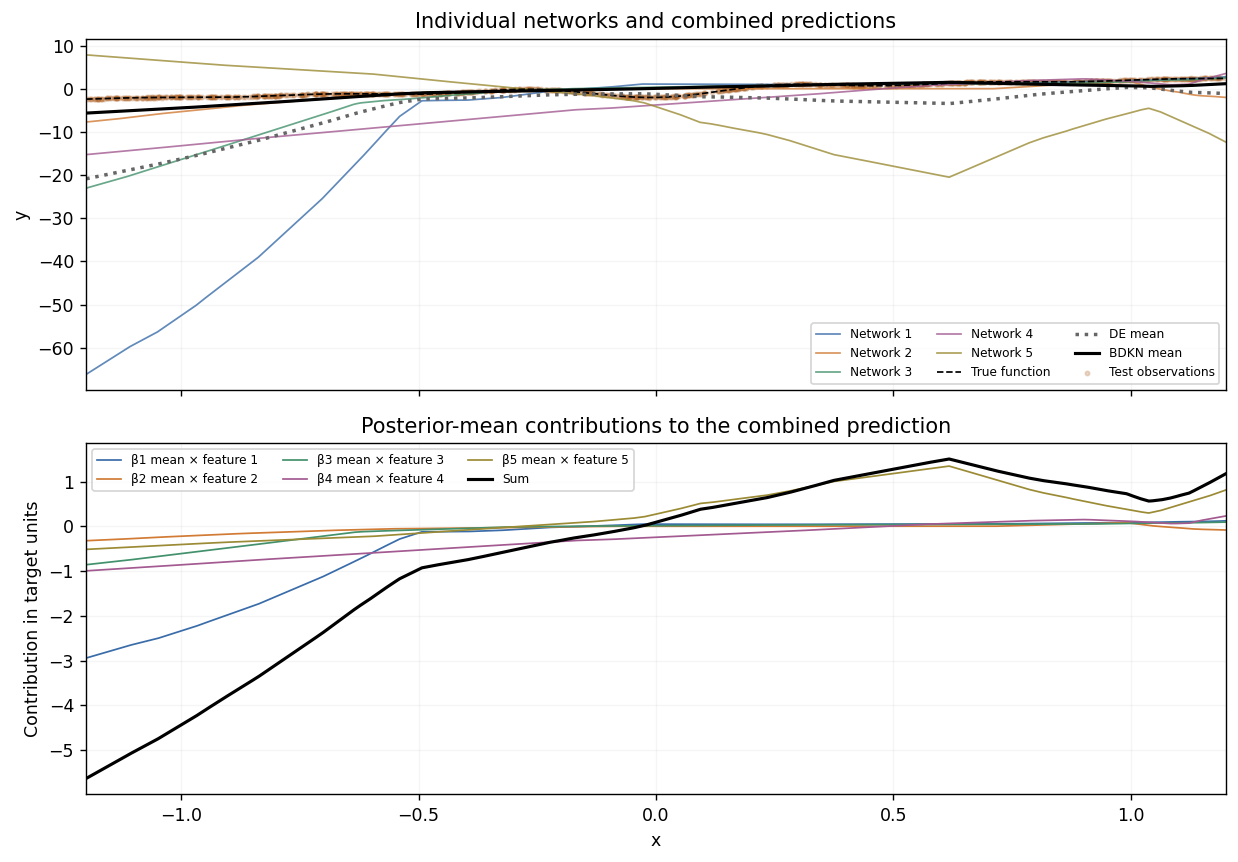 Individual networks and combined predictions
10
0
−10
−20
−30
−40
−50
−60
y
Network 1
Network 2
Network 3
Network 4
Network 5
True function
DE mean
BDKN mean
Test observations
Posterior-mean contributions to the combined prediction
β1 mean × feature 1
β2 mean × feature 2
β3 mean × feature 3
β4 mean × feature 4
β5 mean × feature 5
Sum
1
0
−1
−2
−3
−4
−5
Contribution in target units
−1.0
−0.5
0.0
0.5
1.0
x